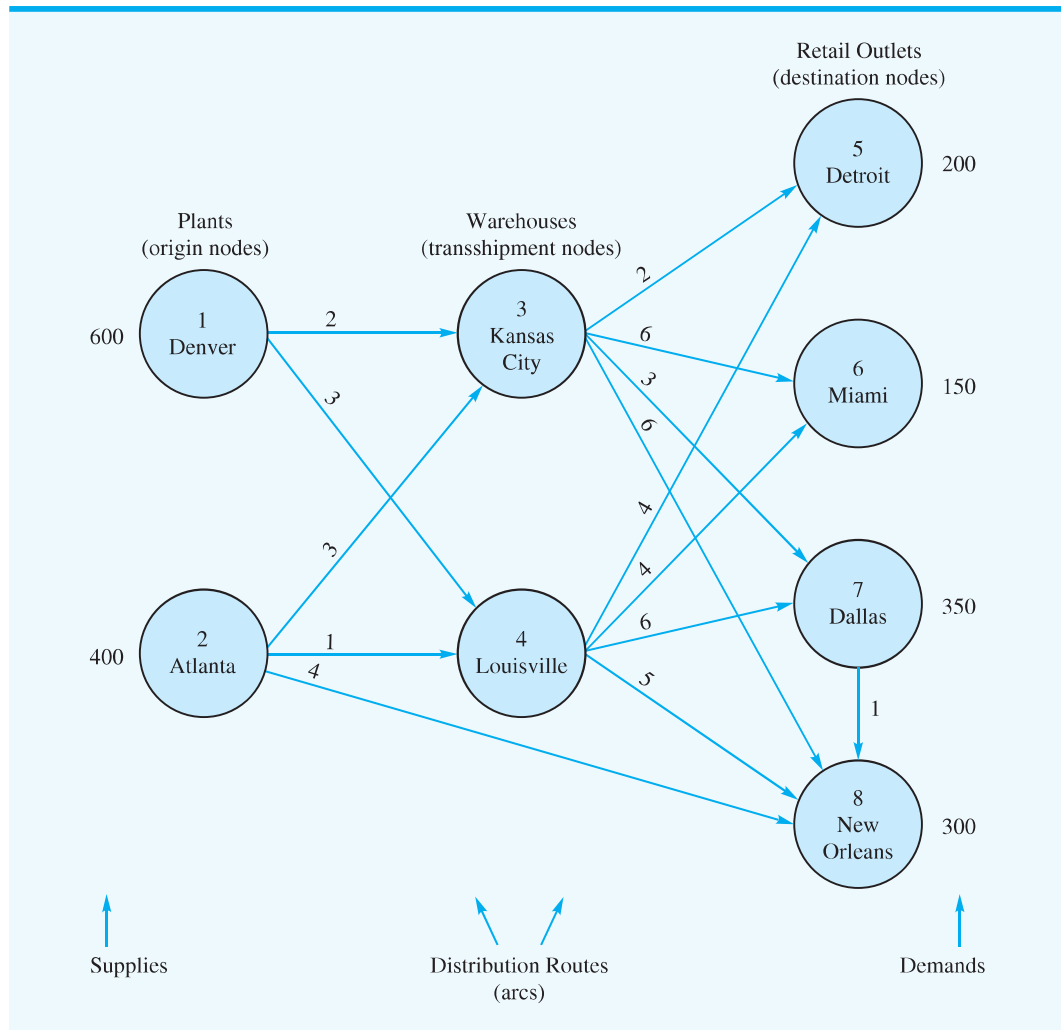 Retail Outlets
(destination nodes)
5
Detroit
200
Plants
(origin nodes)
Warehouses
(transshipment nodes)
600
1
Denver
2
3
3
Kansas
City
2
6
3
6
6
Miami
150
3
4
4
6
5
400
2
Atlanta
1
4
4
Louisville
7
Dallas
350
1
8
New
Orleans
300
Supplies
Distribution Routes
(arcs)
Demands